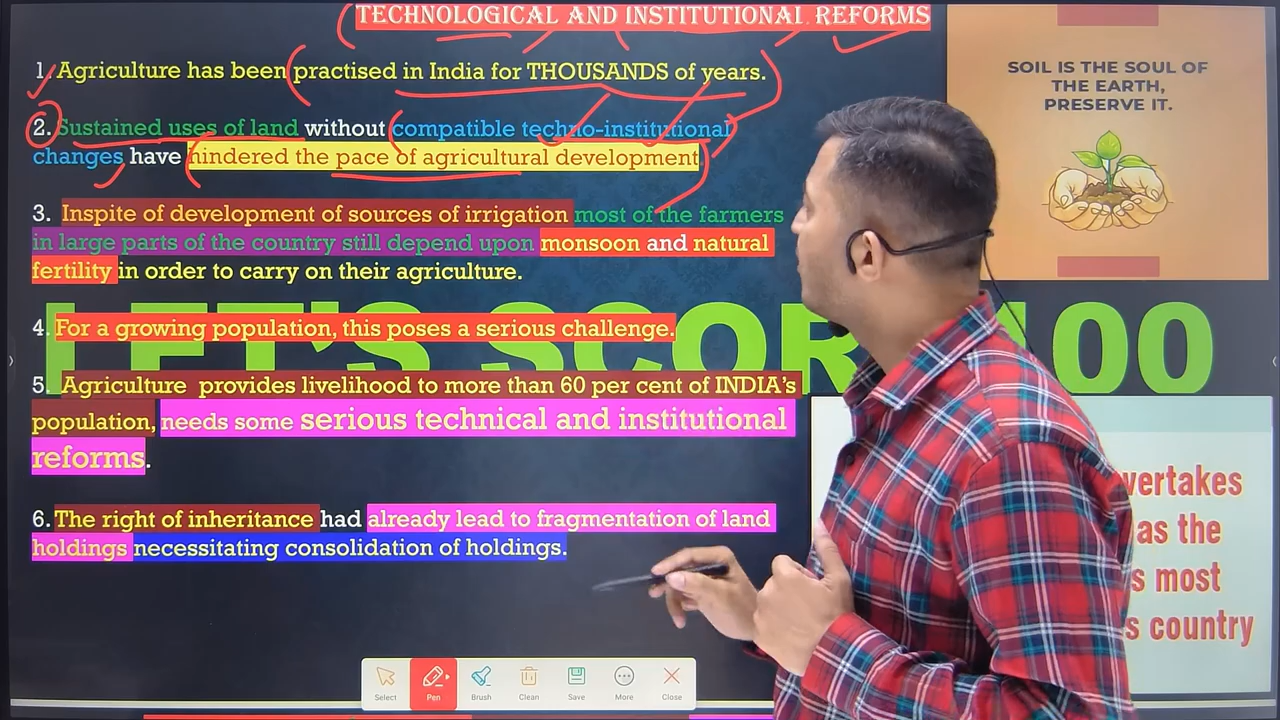 TECHNOLOGICAL AND INSTITUTIONAL REFORMS
1. Agriculture has been practised in India for THOUSANDS of years.
2. Sustained uses of land without compatible techno-institutional
changes have hindered the pace of agricultural development.
3. Inspite of development of sources of irrigation most of the farmers
in large parts of the country still depend upon monsoon and natural
fertility in order to carry on their agriculture.
4. For a growing population, this poses a serious challenge.
5. Agriculture provides livelihood to more than 60 per cent of INDIA's
population, needs some serious technical and institutional
reforms.
6. The right of inheritance had already lead to fragmentation of land
holdings necessitating consolidation of holdings.
LET'S SCOR 100
SOIL IS THE SOUL OF
THE EARTH,
PRESERVE IT.
vertakes
as the
s most
s country
Select Pen Brush Clean Save More Close